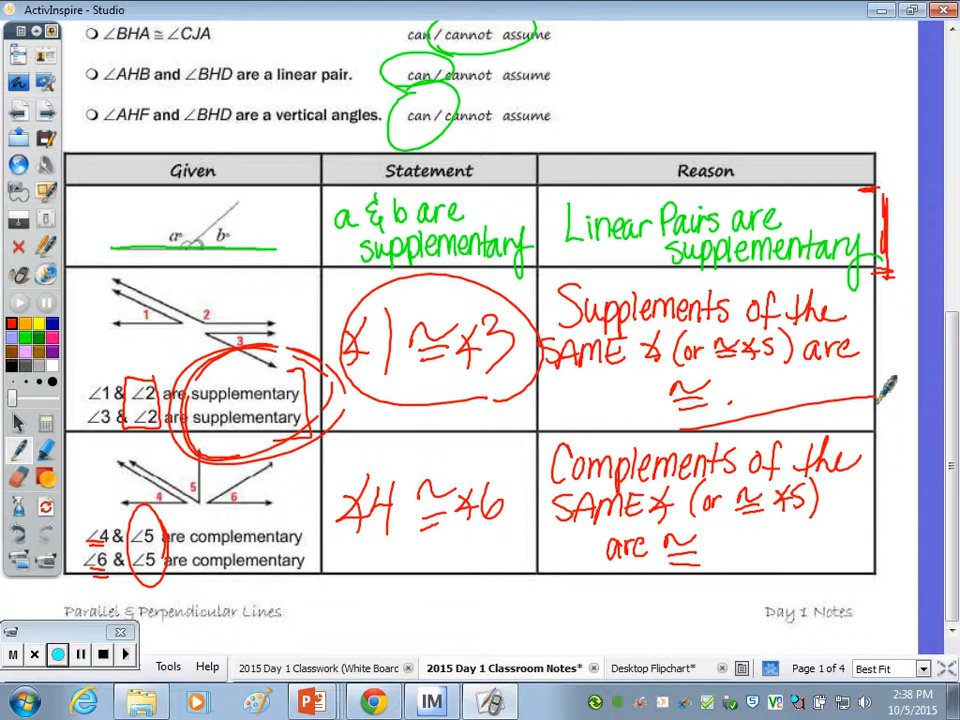 ActivInspire - Studio
∠BHA ≅ ∠CJA can / cannot assume
∠AHB and ∠BHD are a linear pair. can / cannot assume
∠AHF and ∠BHD are a vertical angles. can / cannot assume
Given Statement Reason
a° b°
a & b are
supplementary
Linear Pairs are
supplementary
1 2
3
∠1 & ∠2 are supplementary
∠3 & ∠2 are supplementary
∡1 ≅ ∡3
Supplements of the
SAME ∡ (or ≅ ∡s) are
≅.
4 5 6
∠4 & ∠5 are complementary
∠6 & ∠5 are complementary
∡4 ≅ ∡6
Complements of the
SAME ∡ (or ≅ ∡s)
are ≅
Parallel & Perpendicular Lines Day 1 Notes
M
Tools Help 2015 Day 1 Classwork (White Boarc 2015 Day 1 Classroom Notes* Desktop Flipchart* Page 1 of 4 Best Fit
IM
V2
2:38 PM
10/5/2015